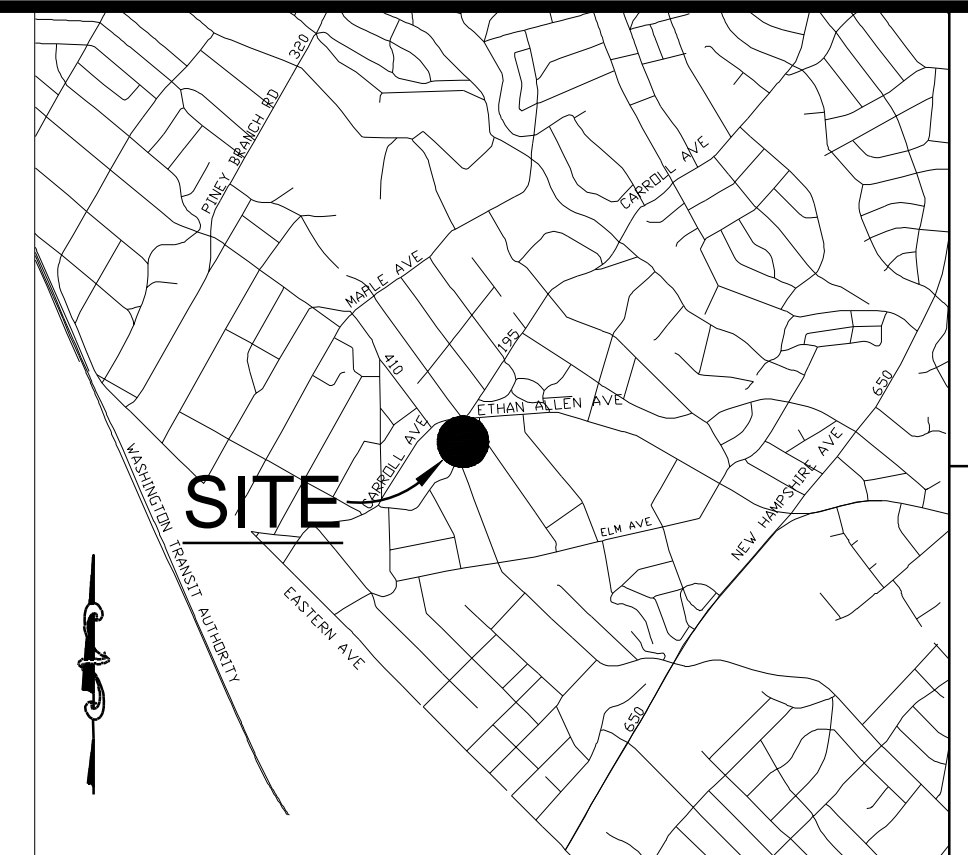 320
PINEY BRANCH RD
CARROLL AVE
MAPLE AVE
195
410
650
ETHAN ALLEN AVE
CARROLL AVE
NEW HAMPSHIRE AVE
WASHINGTON TRANSIT AUTHORITY
SITE
ELM AVE
EASTERN AVE
650